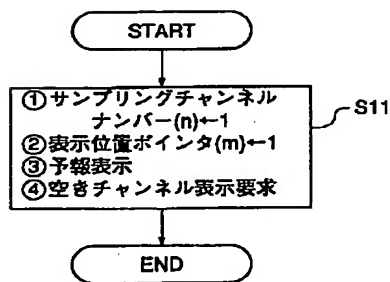 START
①サンプリングチャンネル
ナンバー(n)←1
②表示位置ポインタ(m)←1
③予報表示
④空きチャンネル表示要求
S11
END